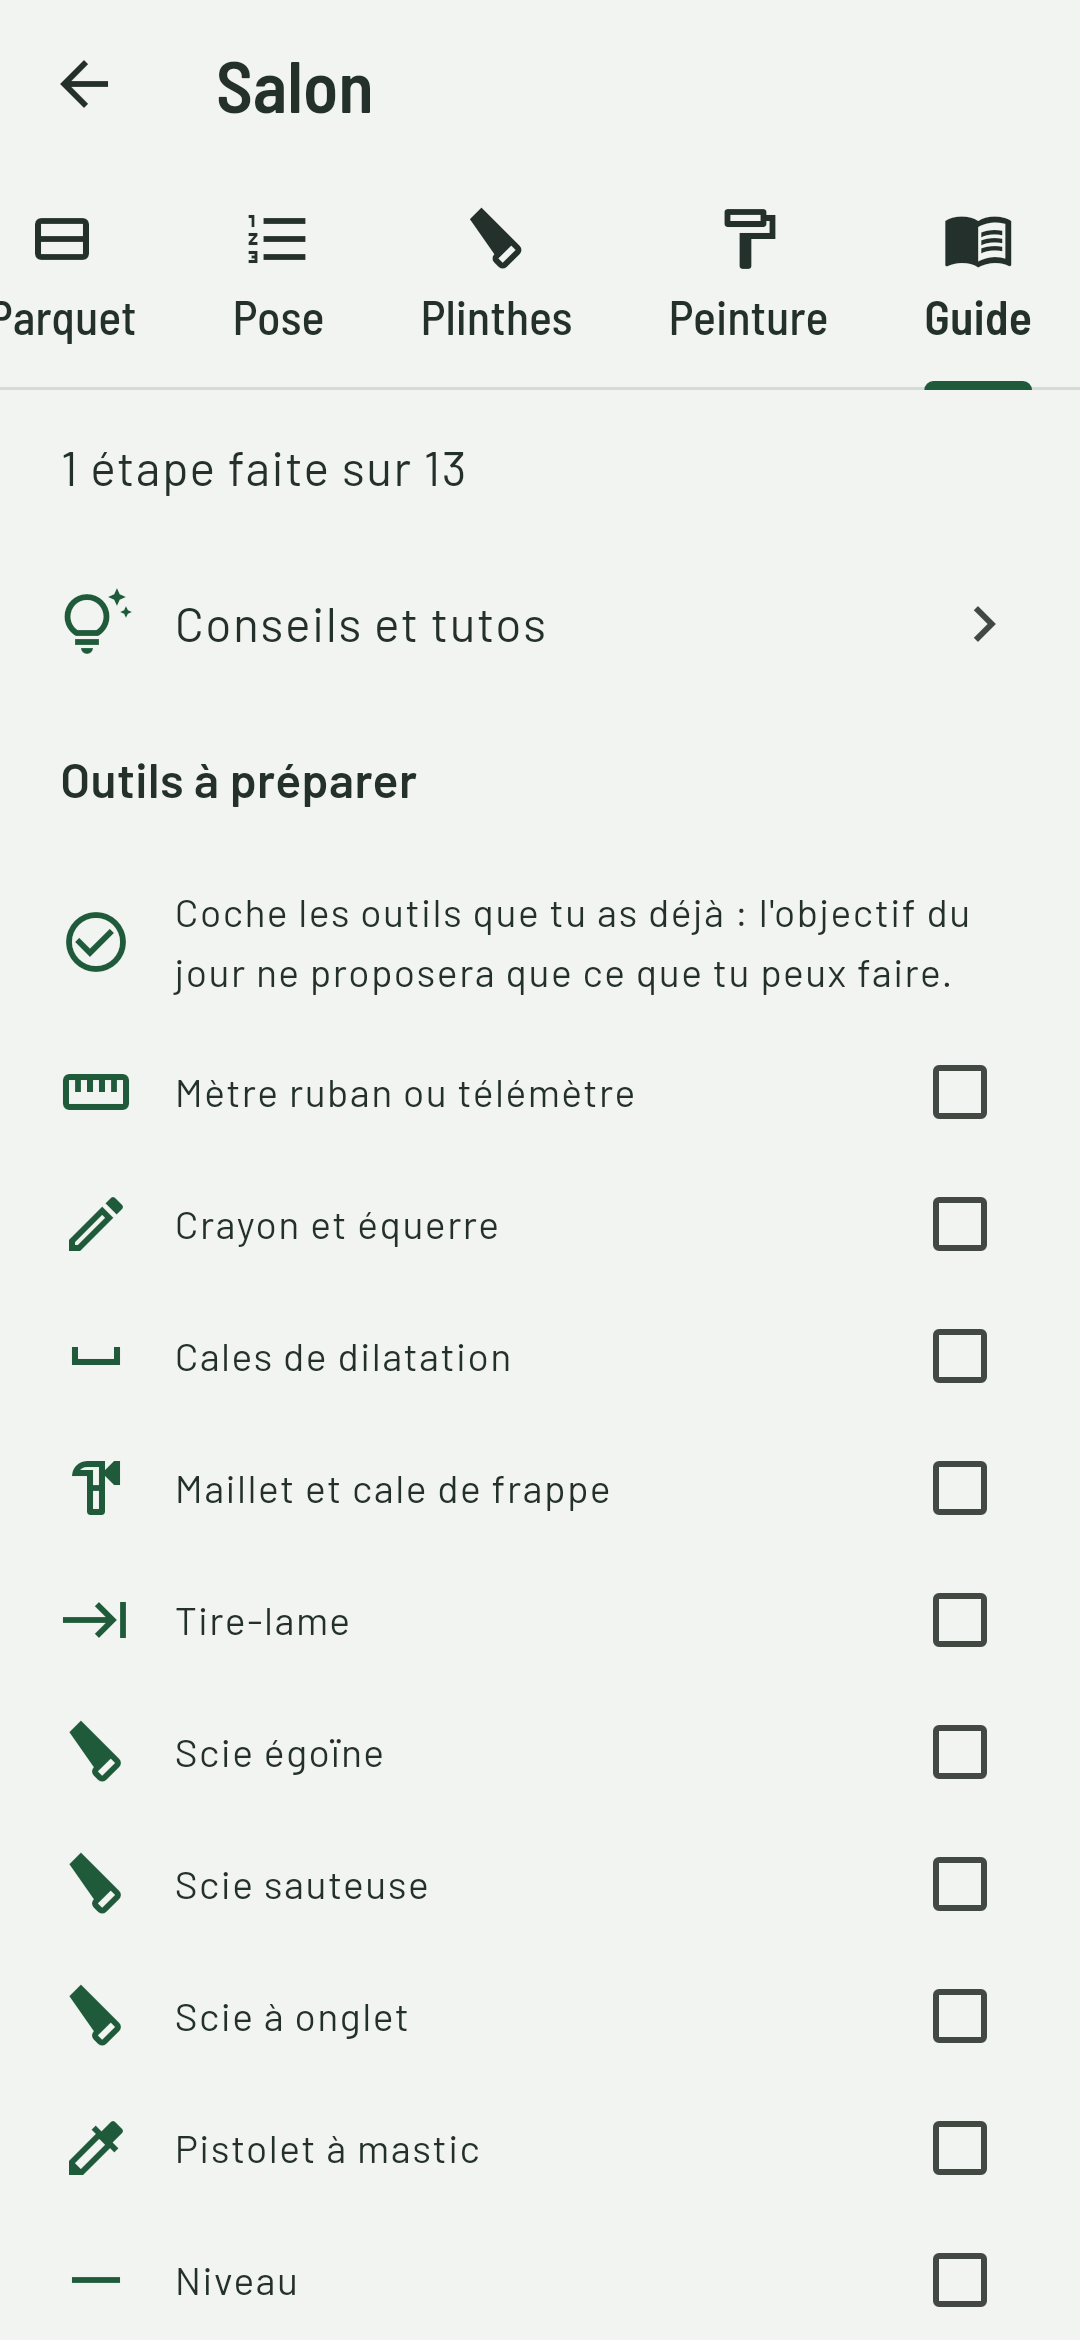 Salon
Parquet
Pose
Plinthes
Peinture
Guide
1 étape faite sur 13
Conseils et tutos
Outils à préparer
Coche les outils que tu as déjà : l'objectif du
jour ne proposera que ce que tu peux faire.
Mètre ruban ou télémètre
Crayon et équerre
Cales de dilatation
Maillet et cale de frappe
Tire-lame
Scie égoïne
Scie sauteuse
Scie à onglet
Pistolet à mastic
Niveau